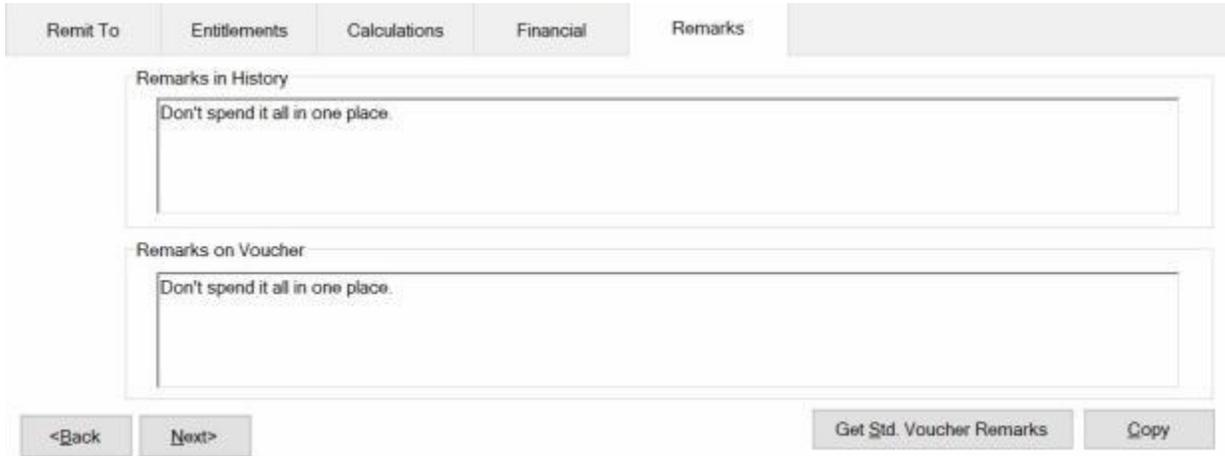 Remit To Entitlements Calculations Financial Remarks
Remarks in History
Don't spend it all in one place.
Remarks on Voucher
Don't spend it all in one place.
<Back Next> Get Std. Voucher Remarks Copy